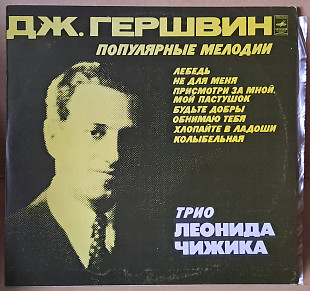 ДЖ. ГЕРШВИН
ПОПУЛЯРНЫЕ МЕЛОДИИ
ЛЕБЕДЬ
НЕ ДЛЯ МЕНЯ
ПРИСМОТРИ ЗА МНОЙ,
МОЙ ПАСТУШОК
БУДЬТЕ ДОБРЫ
ОБНИМАЮ ТЕБЯ
ХЛОПАЙТЕ В ЛАДОШИ
КОЛЫБЕЛЬНАЯ
ТРИО
ЛЕОНИДА
ЧИЖИКА